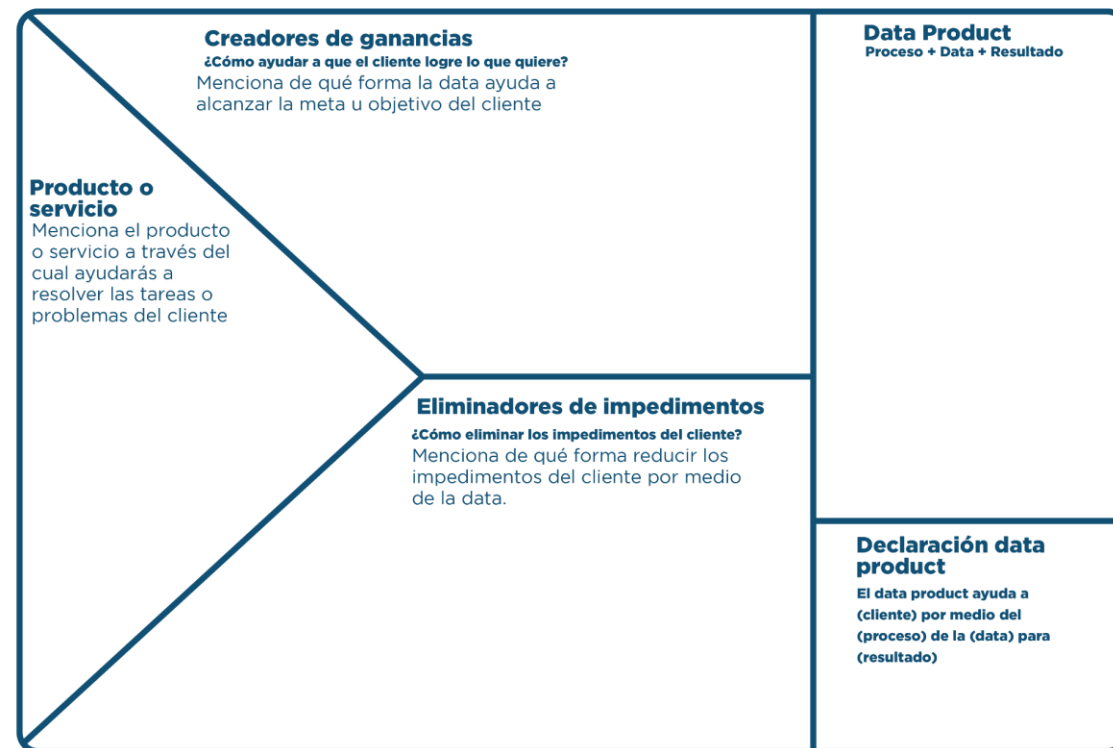 Creadores de ganancias
¿Cómo ayudar a que el cliente logre lo que quiere?
Menciona de qué forma la data ayuda a
alcanzar la meta u objetivo del cliente
Data Product
Proceso + Data + Resultado
Producto o
servicio
Menciona el producto
o servicio a través del
cual ayudarás a
resolver las tareas o
problemas del cliente
Eliminadores de impedimentos
¿Cómo eliminar los impedimentos del cliente?
Menciona de qué forma reducir los
impedimentos del cliente por medio
de la data.
Declaración data
product
El data product ayuda a
(cliente) por medio del
(proceso) de la (data) para
(resultado)